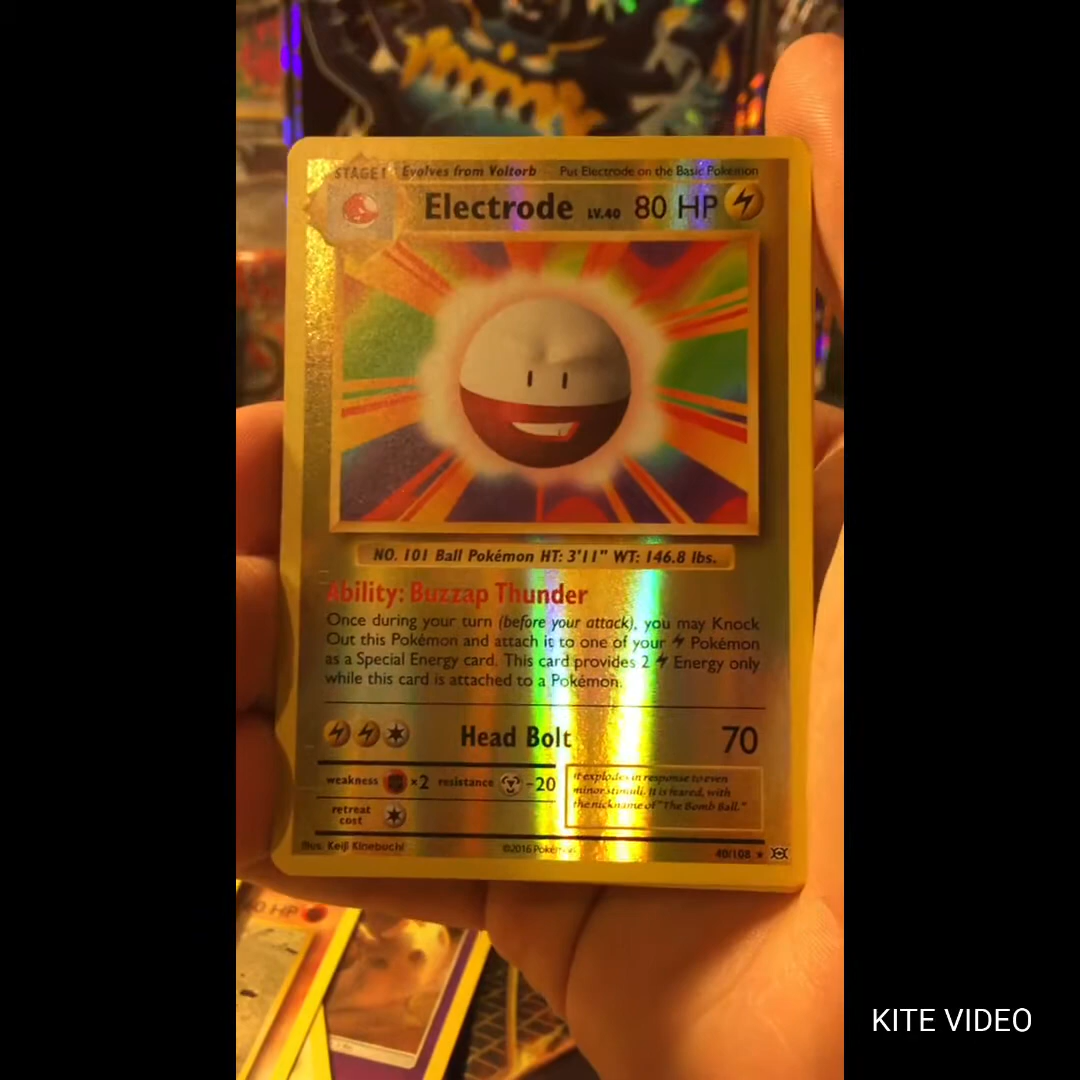 STAGE1 Evolves from Voltorb Put Electrode on the Basic Pokémon
Electrode LV.40 80 HP
NO. 101 Ball Pokémon HT: 3'11" WT: 146.8 lbs.
Ability: Buzzap Thunder
Once during your turn (before your attack), you may Knock
Out this Pokémon and attach it to one of your Pokémon
as a Special Energy card. This card provides 2 Energy only
while this card is attached to a Pokémon.
Head Bolt 70
weakness ×2 resistance -20
retreat
cost
It explodes in response to even
minor stimuli. It is feared, with
the nickname of "The Bomb Ball."
Illus. Keiji Kinebuchi ©2016 Pokémon 40/108
HP
KITE VIDEO